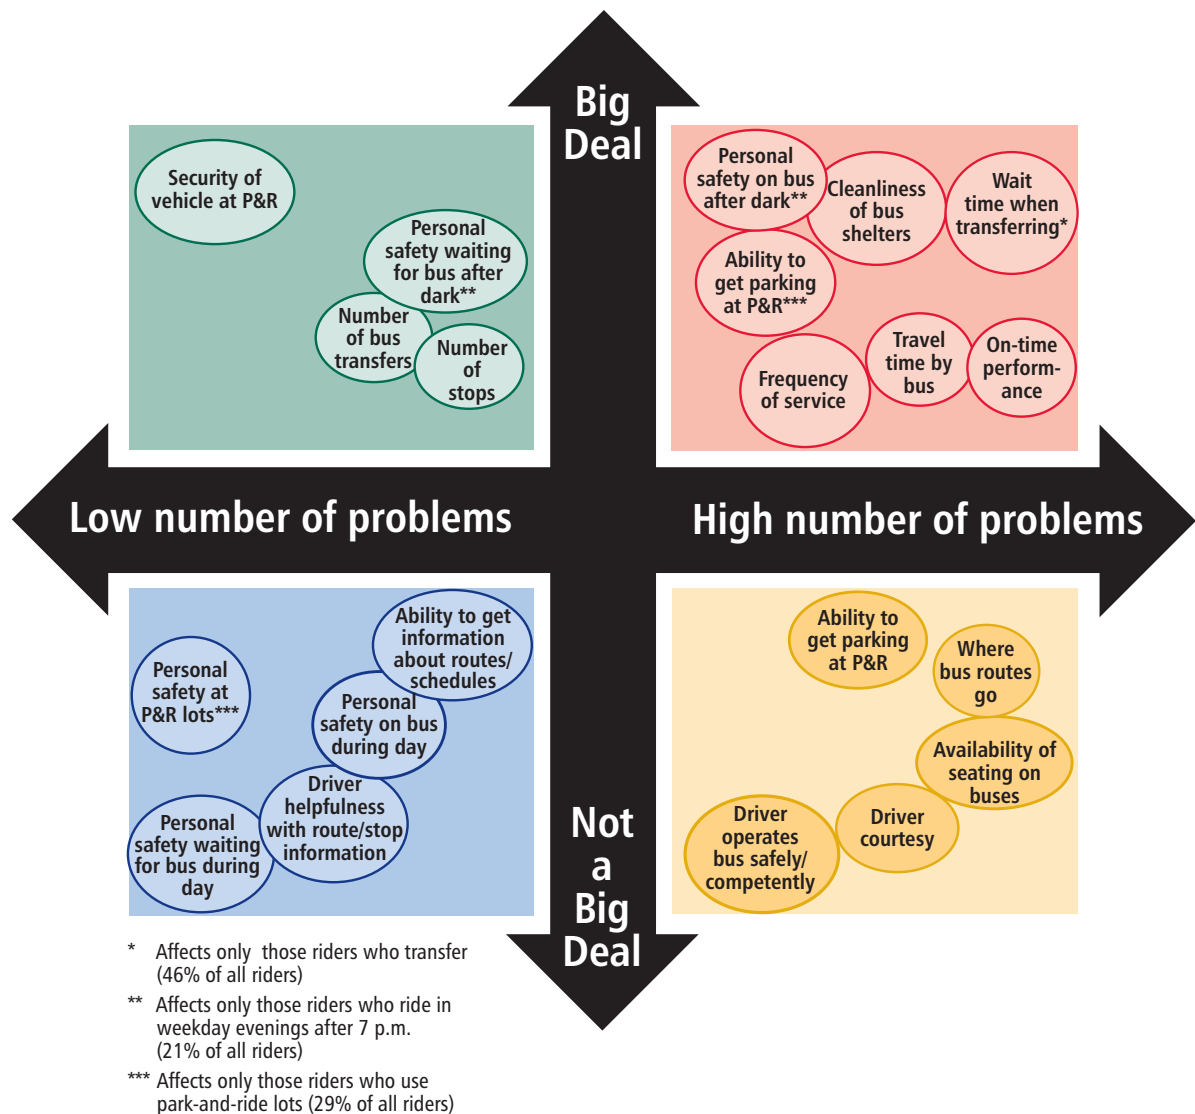 Big
Deal
Security of
vehicle at P&R
Personal
safety waiting
for bus after
dark**
Number
of bus
transfers
Number
of
stops
Personal
safety on bus
after dark**
Cleanliness
of bus
shelters
Wait
time when
transferring*
Ability to
get parking
at P&R***
Frequency
of service
Travel
time by
bus
On-time
perform-
ance
Low number of problems
High number of problems
Ability to get
information
about routes/
schedules
Personal
safety at
P&R lots***
Personal
safety on bus
during day
Driver
helpfulness
with route/stop
information
Personal
safety waiting
for bus during
day
Ability to
get parking
at P&R
Where
bus routes
go
Availability of
seating on
buses
Driver
courtesy
Driver
operates
bus safely/
competently
Not
a
Big
Deal
* Affects only those riders who transfer
(46% of all riders)
** Affects only those riders who ride in
weekday evenings after 7 p.m.
(21% of all riders)
*** Affects only those riders who use
park-and-ride lots (29% of all riders)